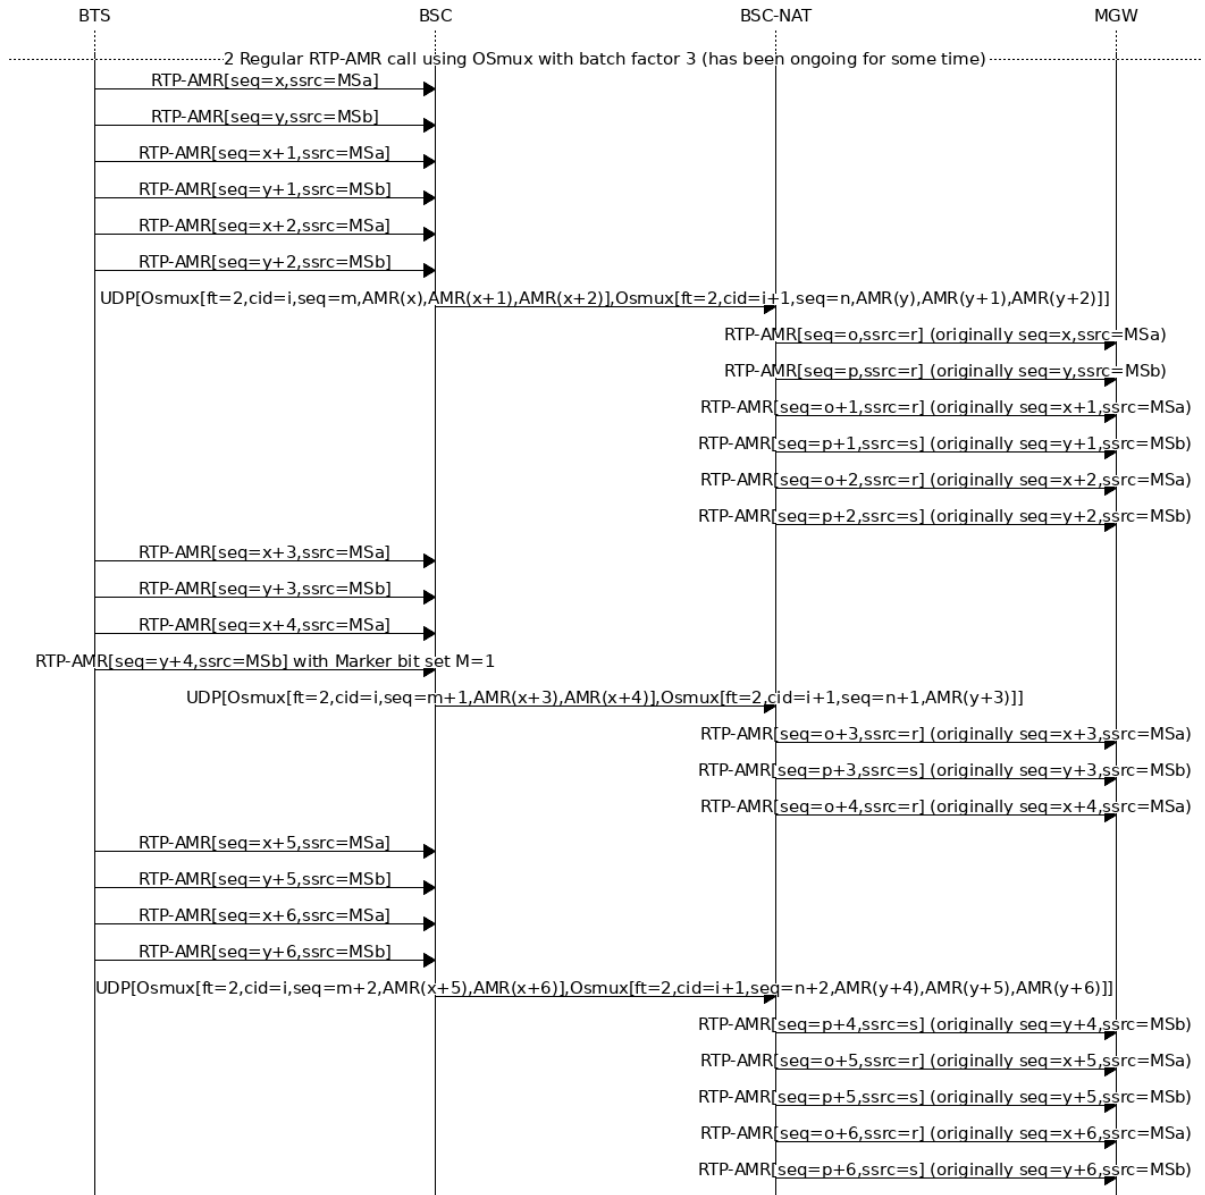 BTS BSC BSC-NAT MGW
2 Regular RTP-AMR call using OSmux with batch factor 3 (has been ongoing for some time)
RTP-AMR[seq=x,ssrc=MSa]
RTP-AMR[seq=y,ssrc=MSb]
RTP-AMR[seq=x+1,ssrc=MSa]
RTP-AMR[seq=y+1,ssrc=MSb]
RTP-AMR[seq=x+2,ssrc=MSa]
RTP-AMR[seq=y+2,ssrc=MSb]
UDP[Osmux[ft=2,cid=i,seq=m,AMR(x),AMR(x+1),AMR(x+2)],Osmux[ft=2,cid=i+1,seq=n,AMR(y),AMR(y+1),AMR(y+2)]]
RTP-AMR[seq=o,ssrc=r] (originally seq=x,ssrc=MSa)
RTP-AMR[seq=p,ssrc=r] (originally seq=y,ssrc=MSb)
RTP-AMR[seq=o+1,ssrc=r] (originally seq=x+1,ssrc=MSa)
RTP-AMR[seq=p+1,ssrc=s] (originally seq=y+1,ssrc=MSb)
RTP-AMR[seq=o+2,ssrc=r] (originally seq=x+2,ssrc=MSa)
RTP-AMR[seq=p+2,ssrc=s] (originally seq=y+2,ssrc=MSb)
RTP-AMR[seq=x+3,ssrc=MSa]
RTP-AMR[seq=y+3,ssrc=MSb]
RTP-AMR[seq=x+4,ssrc=MSa]
RTP-AMR[seq=y+4,ssrc=MSb] with Marker bit set M=1
UDP[Osmux[ft=2,cid=i,seq=m+1,AMR(x+3),AMR(x+4)],Osmux[ft=2,cid=i+1,seq=n+1,AMR(y+3)]]
RTP-AMR[seq=o+3,ssrc=r] (originally seq=x+3,ssrc=MSa)
RTP-AMR[seq=p+3,ssrc=s] (originally seq=y+3,ssrc=MSb)
RTP-AMR[seq=o+4,ssrc=r] (originally seq=x+4,ssrc=MSa)
RTP-AMR[seq=x+5,ssrc=MSa]
RTP-AMR[seq=y+5,ssrc=MSb]
RTP-AMR[seq=x+6,ssrc=MSa]
RTP-AMR[seq=y+6,ssrc=MSb]
UDP[Osmux[ft=2,cid=i,seq=m+2,AMR(x+5),AMR(x+6)],Osmux[ft=2,cid=i+1,seq=n+2,AMR(y+4),AMR(y+5),AMR(y+6)]]
RTP-AMR[seq=p+4,ssrc=s] (originally seq=y+4,ssrc=MSb)
RTP-AMR[seq=o+5,ssrc=r] (originally seq=x+5,ssrc=MSa)
RTP-AMR[seq=p+5,ssrc=s] (originally seq=y+5,ssrc=MSb)
RTP-AMR[seq=o+6,ssrc=r] (originally seq=x+6,ssrc=MSa)
RTP-AMR[seq=p+6,ssrc=s] (originally seq=y+6,ssrc=MSb)